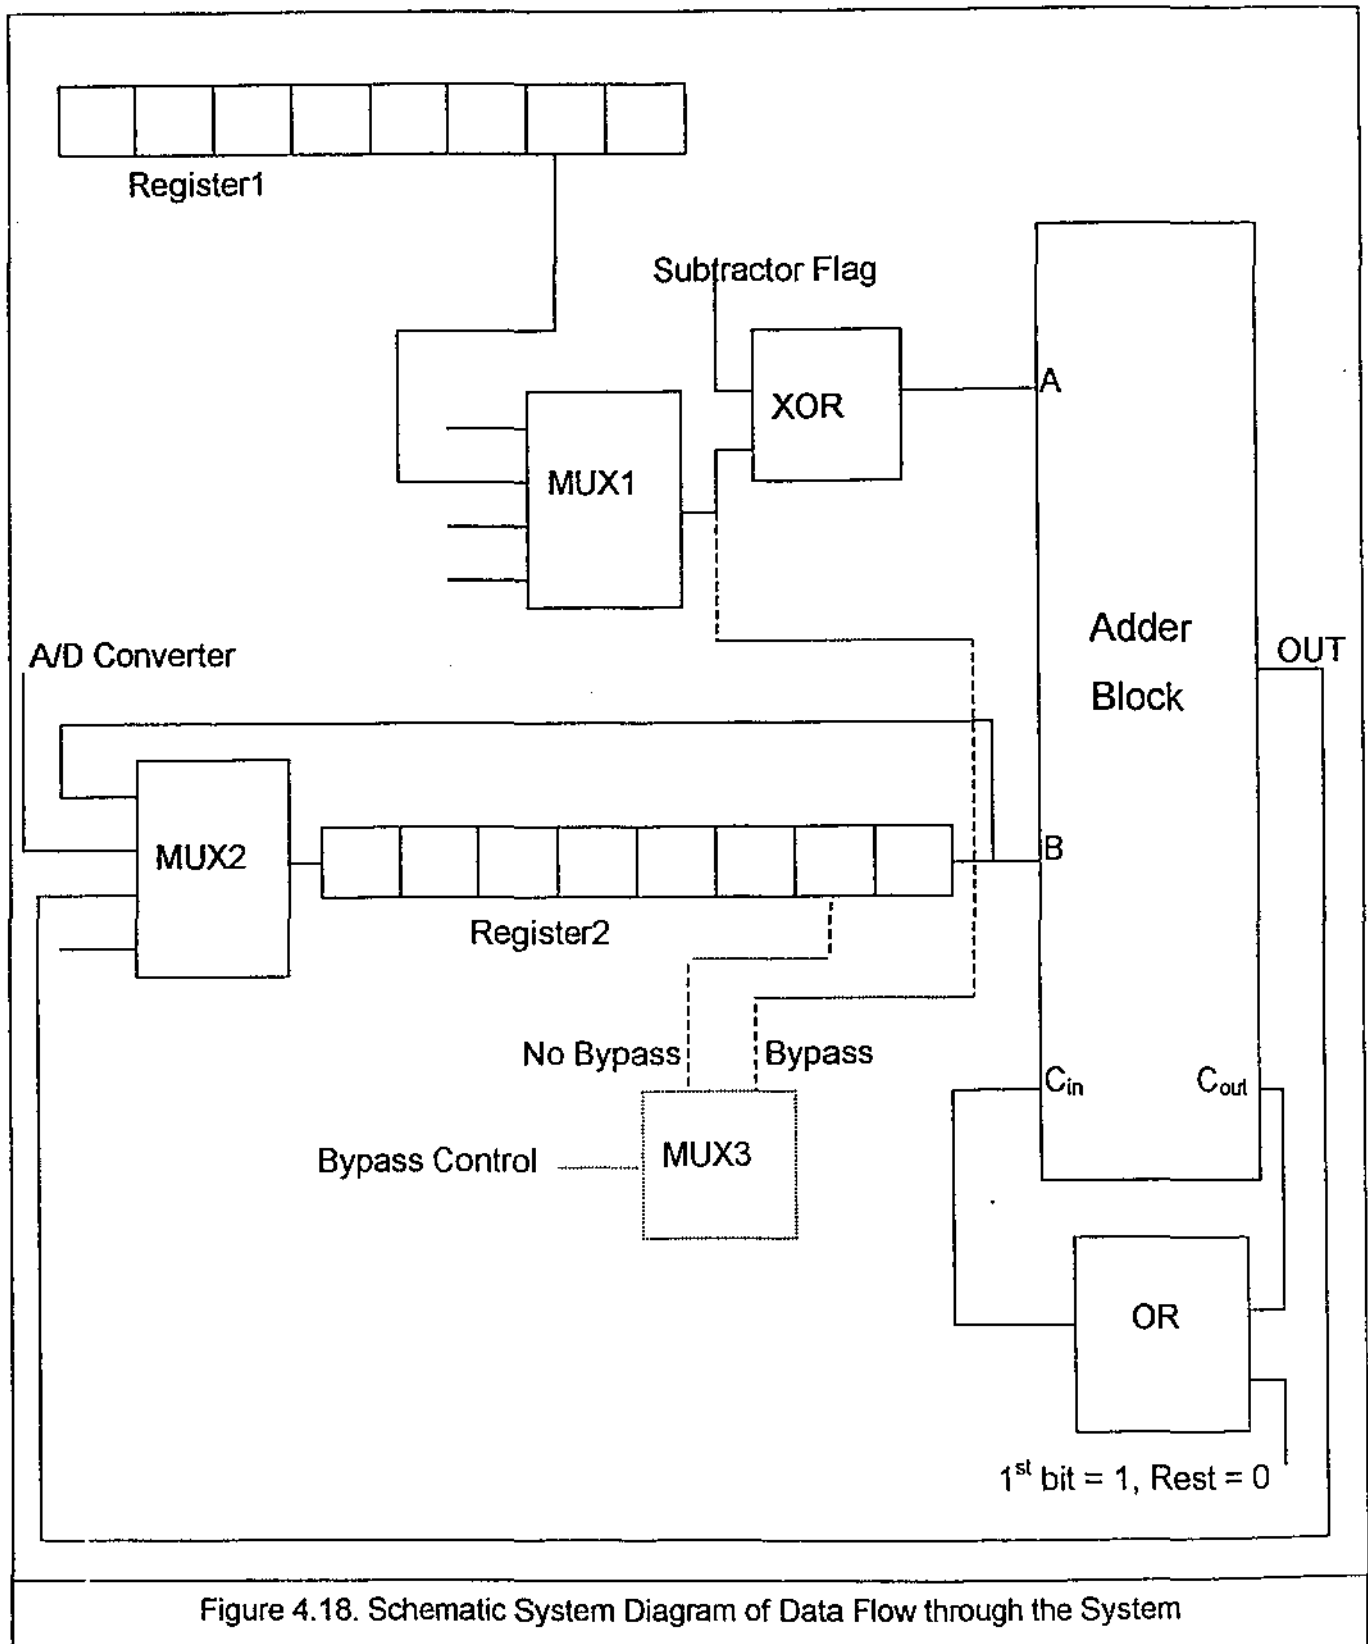 Register1
Subtractor Flag
XOR
A
MUX1
Adder
Block
OUT
A/D Converter
MUX2
B
Register2
No Bypass
Bypass
Cin
Cout
Bypass Control
MUX3
OR
1st bit = 1, Rest = 0
Figure 4.18. Schematic System Diagram of Data Flow through the System